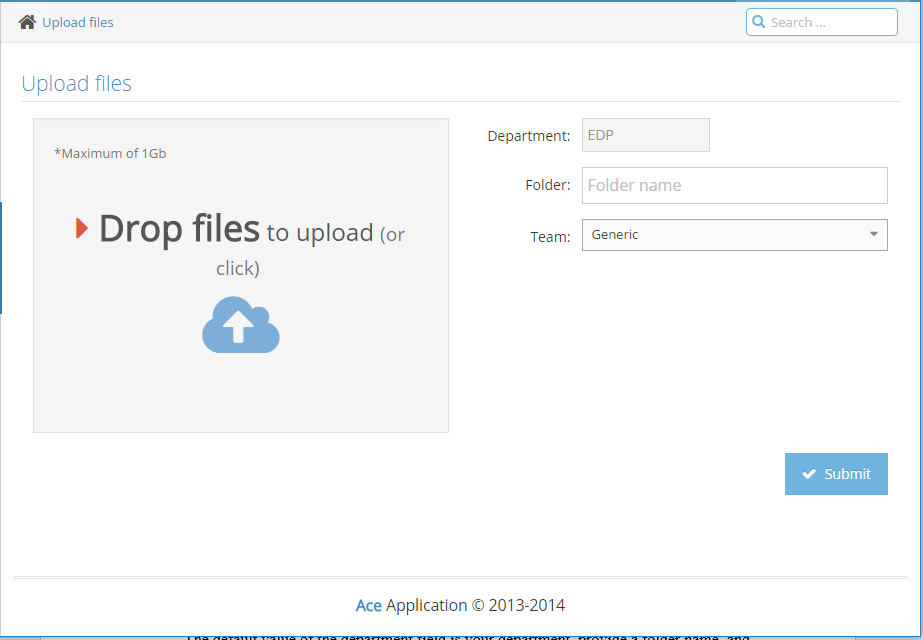 Upload files
Search ...
Upload files
*Maximum of 1Gb
Drop files to upload (or
click)
Department: EDP
Folder: Folder name
Team: Generic
Submit
Ace Application © 2013-2014
The default value of the department field is your department, provide a folder name, and